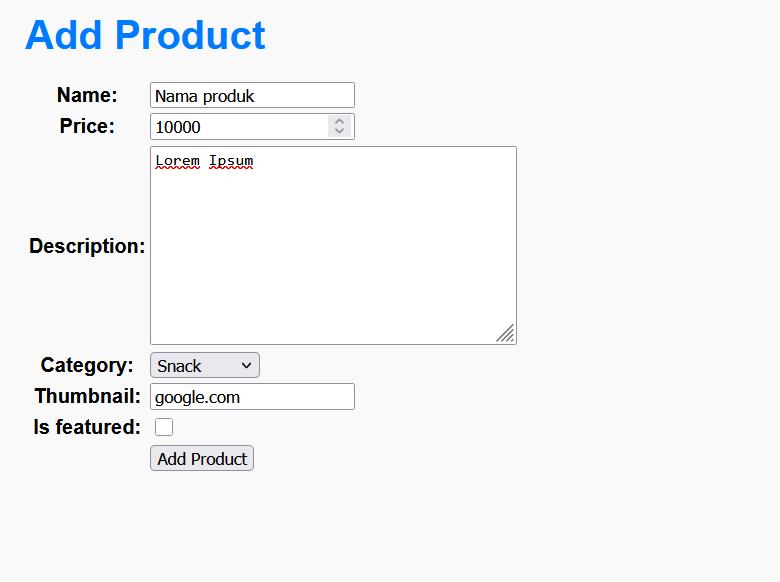 Add Product
Name: Nama produk
Price: 10000
Description: Lorem Ipsum
Category: Snack
Thumbnail: google.com
Is featured:
Add Product